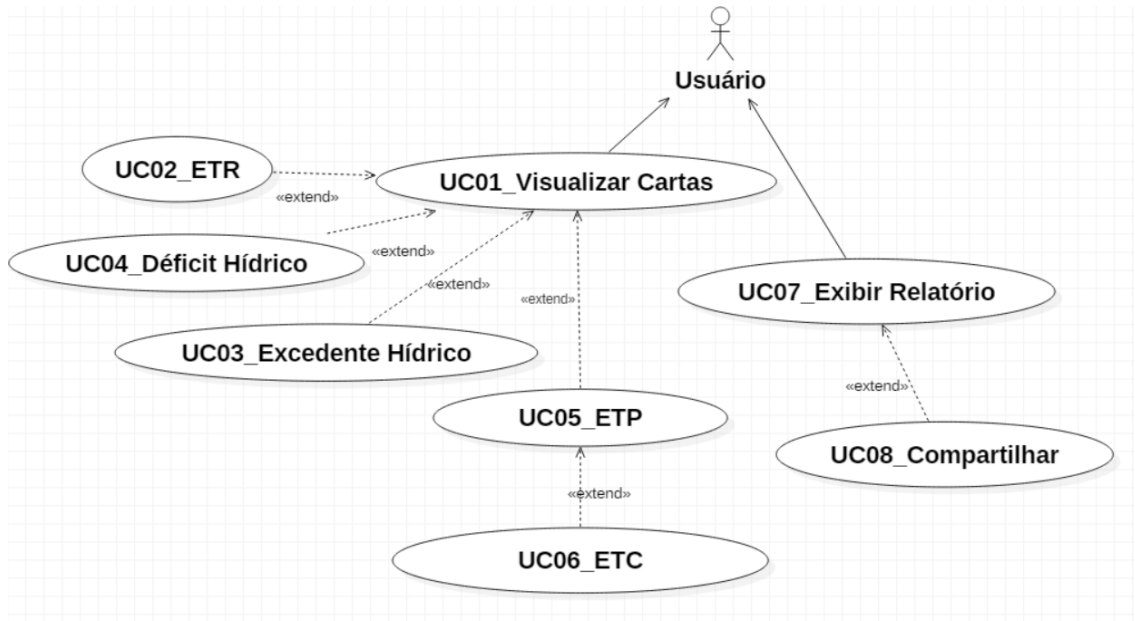 Usuário
UC02_ETR
UC01_Visualizar Cartas
«extend»
«extend»
UC04_Déficit Hídrico
«extend»
UC07_Exibir Relatório
«extend»
UC03_Excedente Hídrico
«extend»
UC05_ETP
UC08_Compartilhar
«extend»
UC06_ETC